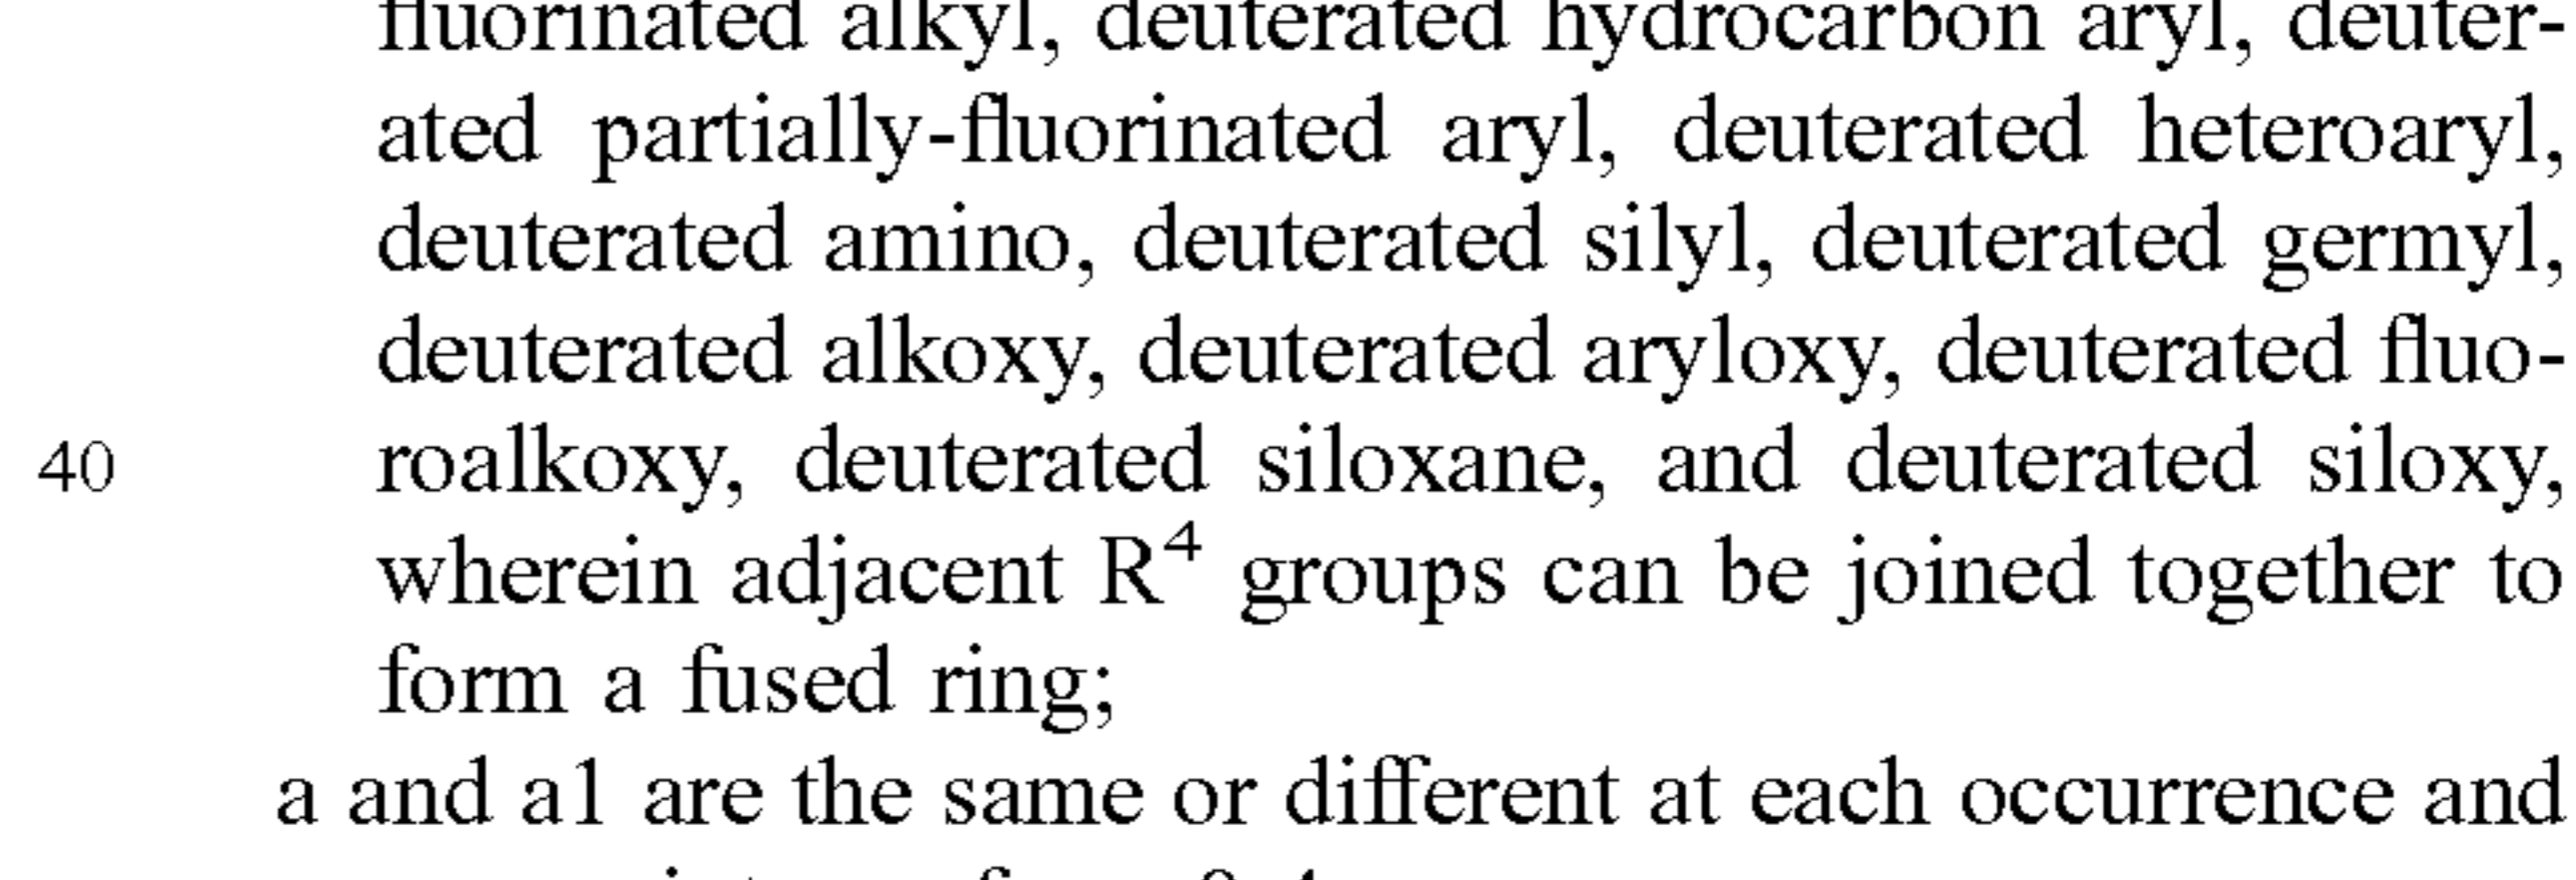 fluorinated alkyl, deuterated hydrocarbon aryl, deuter-
ated partially-fluorinated aryl, deuterated heteroaryl,
deuterated amino, deuterated silyl, deuterated germyl,
deuterated alkoxy, deuterated aryloxy, deuterated fluo-
40 roalkoxy, deuterated siloxane, and deuterated siloxy,
wherein adjacent R⁴ groups can be joined together to
form a fused ring;
a and a1 are the same or different at each occurrence and